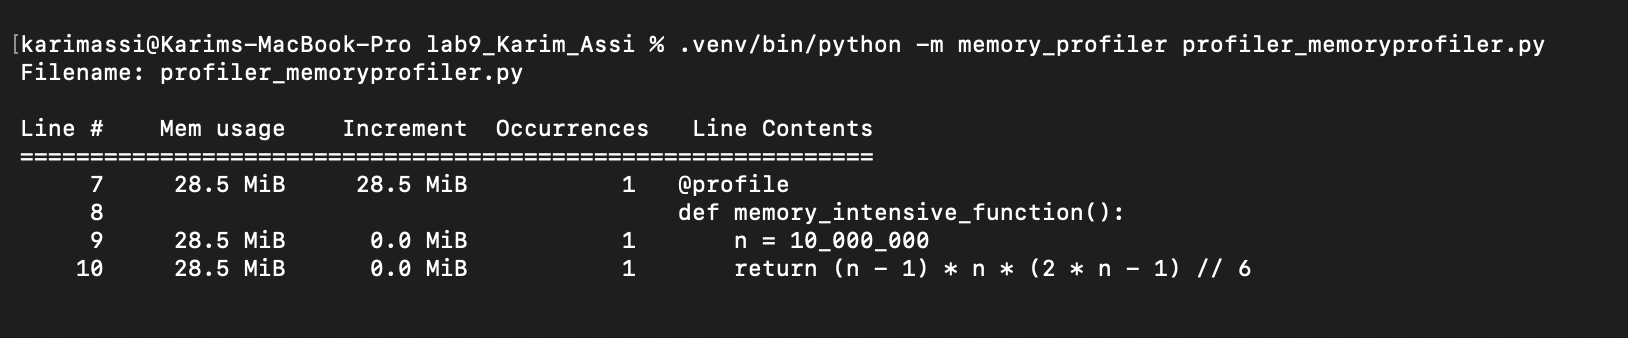 [karimassi@Karims-MacBook-Pro lab9_Karim_Assi % .venv/bin/python -m memory_profiler profiler_memoryprofiler.py
Filename: profiler_memoryprofiler.py
Line #    Mem usage    Increment  Occurrences   Line Contents
=============================================================
     7     28.5 MiB     28.5 MiB           1   @profile
     8                                         def memory_intensive_function():
     9     28.5 MiB      0.0 MiB           1       n = 10_000_000
    10     28.5 MiB      0.0 MiB           1       return (n - 1) * n * (2 * n - 1) // 6